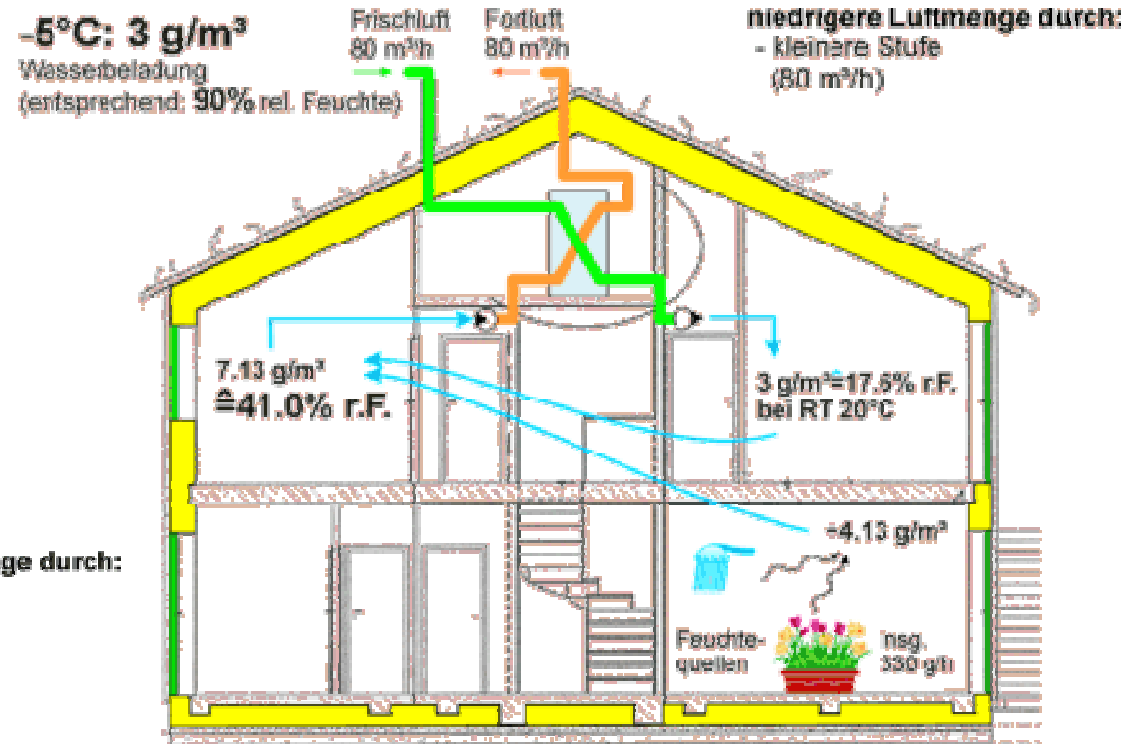 -5°C: 3 g/m³
Wasserbeladung
(entsprechend: 90% rel. Feuchte)
Frischluft
80 m³/h
Fortluft
80 m³/h
niedrigere Luftmenge durch:
- kleinere Stufe
(80 m³/h)
7.13 g/m³
≙41.0% r.F.
3 g/m³=17.6% r.F.
bei RT 20°C
+4.13 g/m³
ge durch:
Feuchte-
quellen
insg.
330 g/h